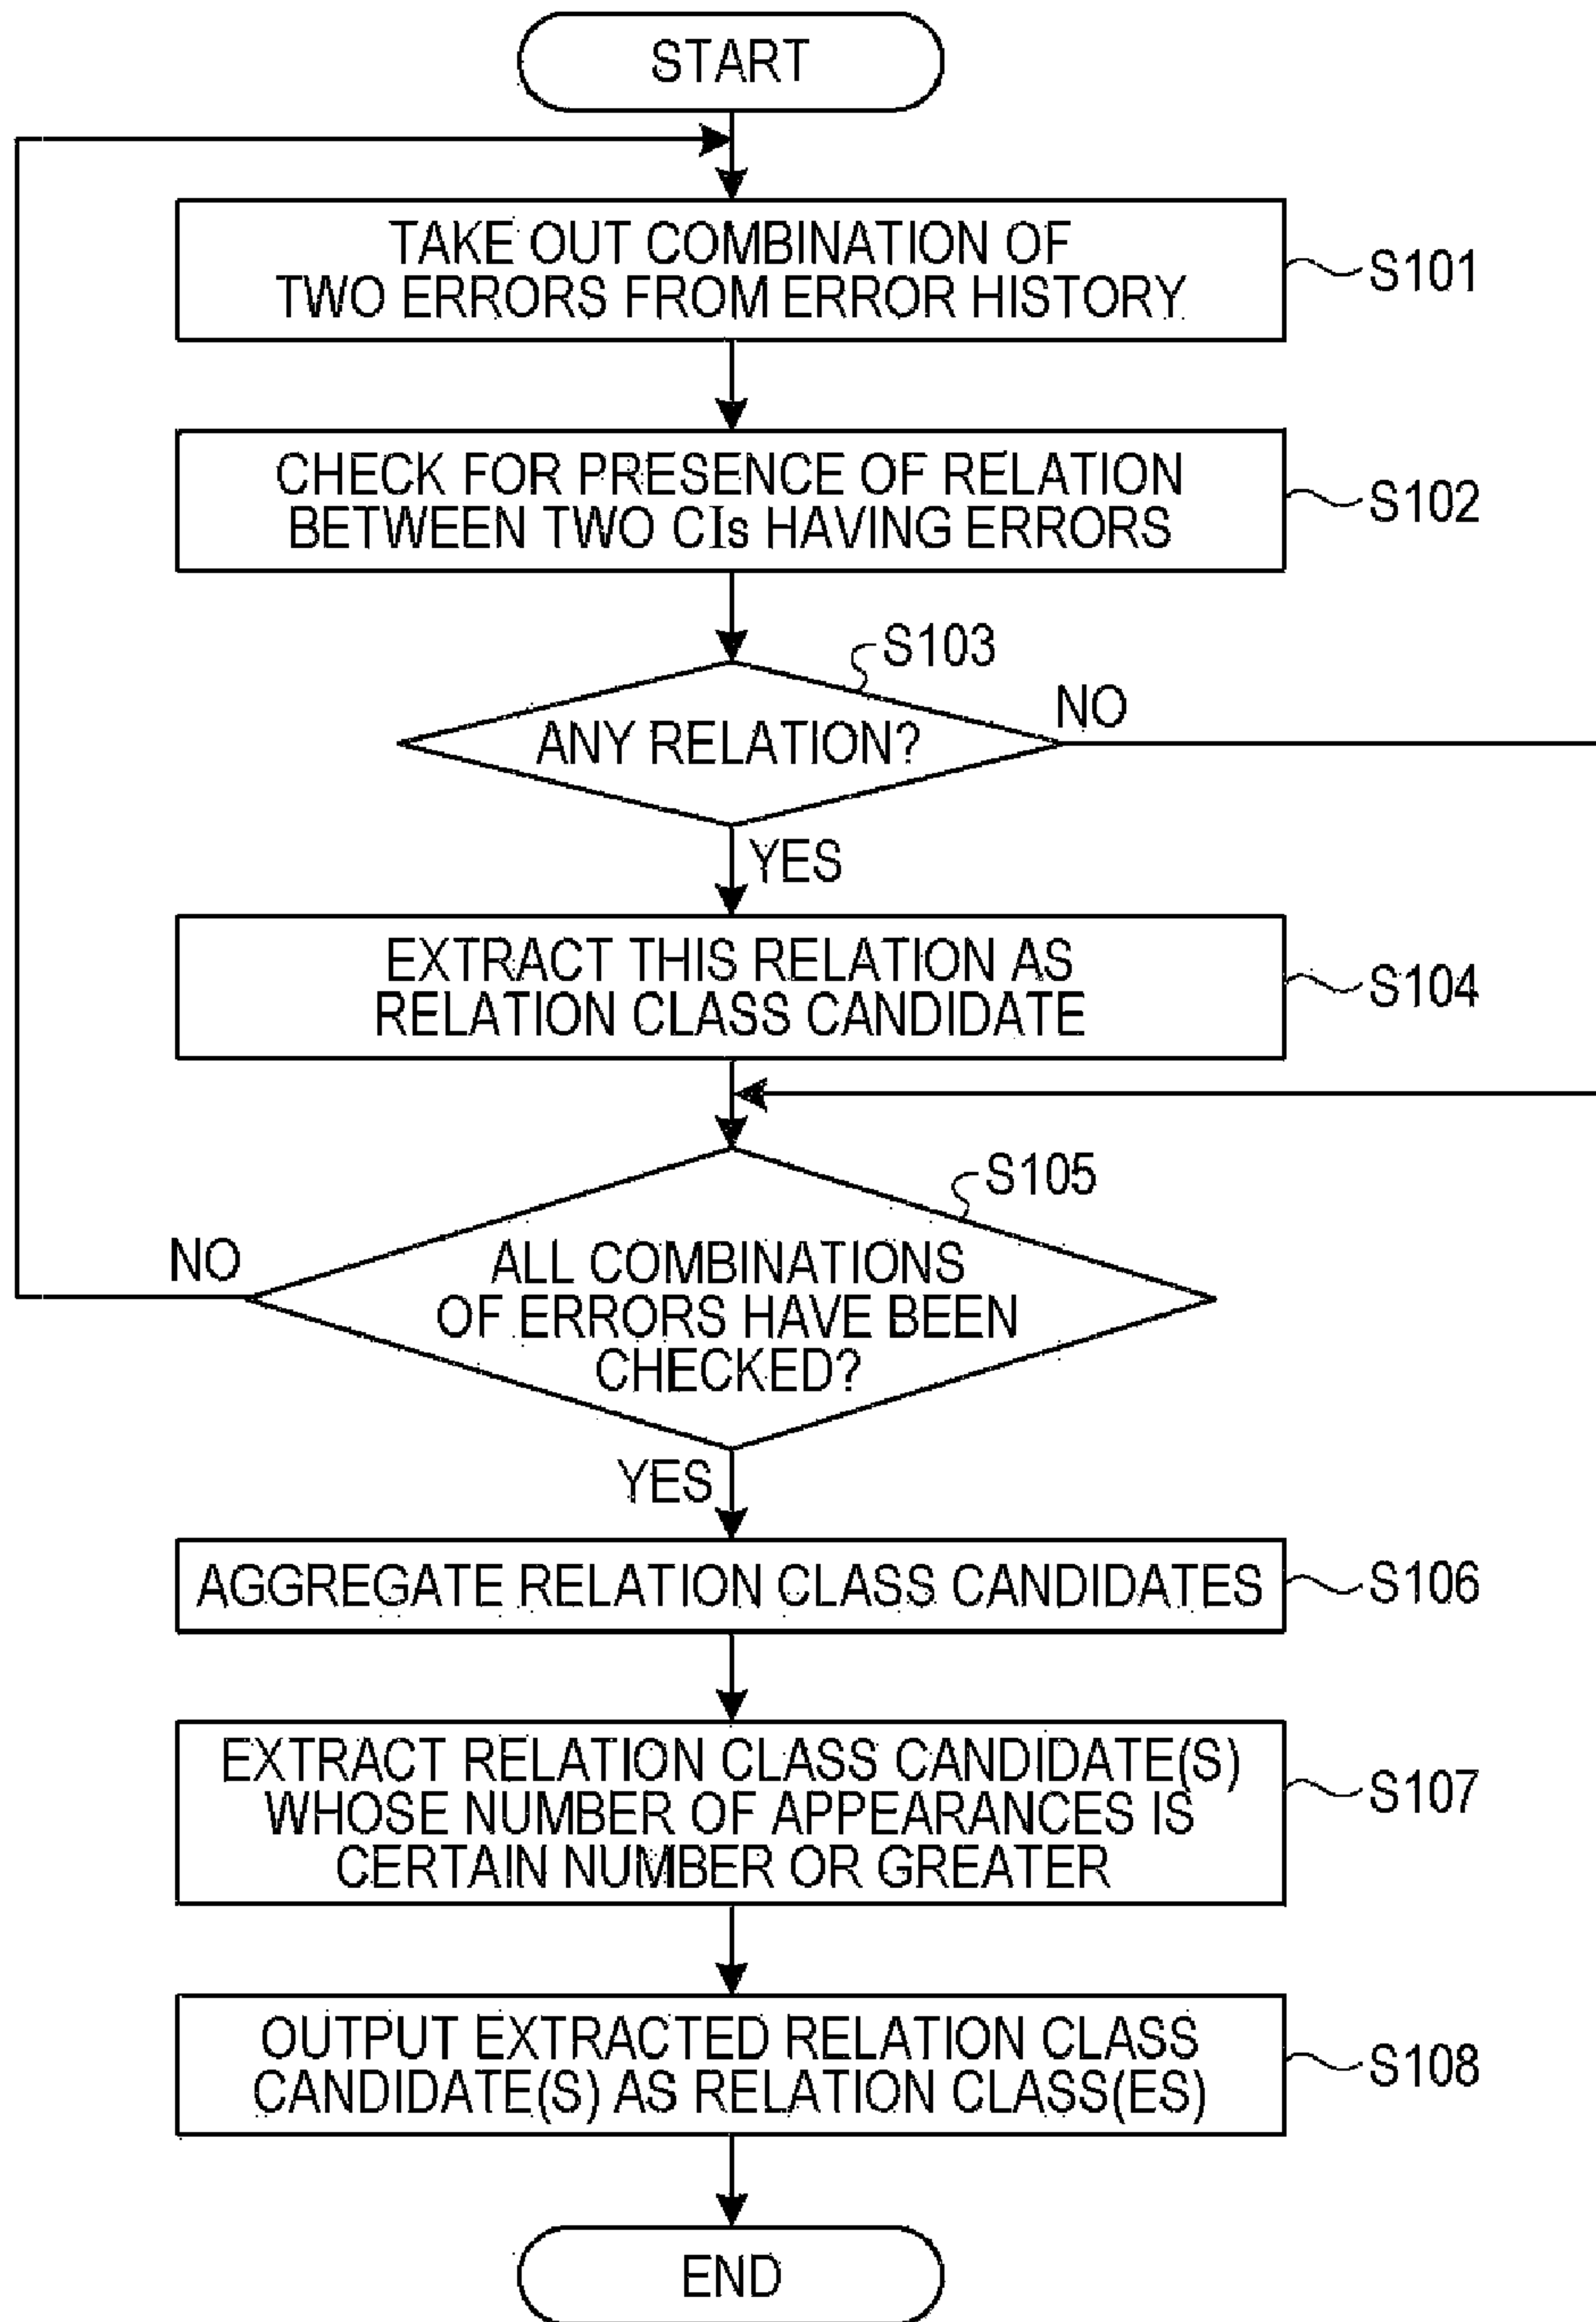 START
TAKE OUT COMBINATION OF
TWO ERRORS FROM ERROR HISTORY
S101
CHECK FOR PRESENCE OF RELATION
BETWEEN TWO CIs HAVING ERRORS
S102
S103
ANY RELATION?
NO
YES
EXTRACT THIS RELATION AS
RELATION CLASS CANDIDATE
S104
S105
NO
ALL COMBINATIONS
OF ERRORS HAVE BEEN
CHECKED?
YES
AGGREGATE RELATION CLASS CANDIDATES
S106
EXTRACT RELATION CLASS CANDIDATE(S)
WHOSE NUMBER OF APPEARANCES IS
CERTAIN NUMBER OR GREATER
S107
OUTPUT EXTRACTED RELATION CLASS
CANDIDATE(S) AS RELATION CLASS(ES)
S108
END